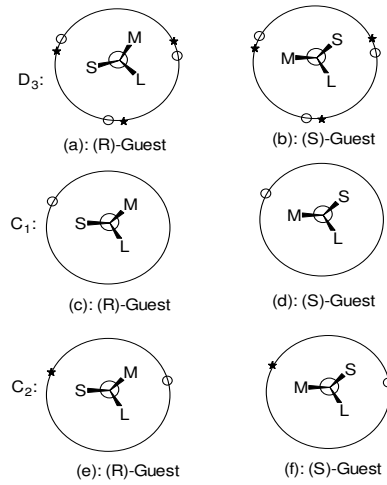 M
S
L
M
S
L
D3:
(a): (R)-Guest
(b): (S)-Guest
M
S
L
M
S
L
C1:
(c): (R)-Guest
(d): (S)-Guest
M
S
L
M
S
L
C2:
(e): (R)-Guest
(f): (S)-Guest